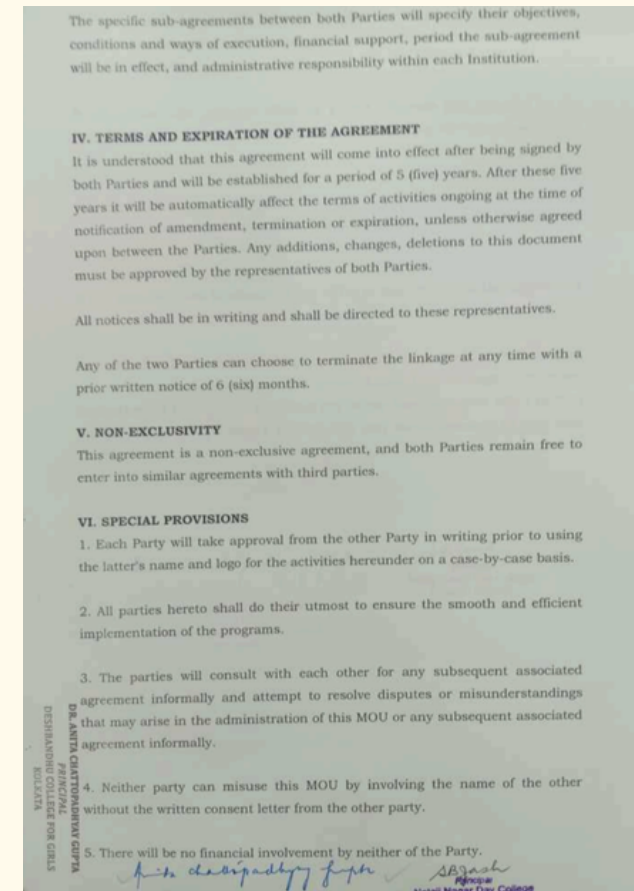 The specific sub-agreements between both Parties will specify their objectives,
conditions and ways of execution, financial support, period the sub-agreement
will be in effect, and administrative responsibility within each Institution.
IV. TERMS AND EXPIRATION OF THE AGREEMENT
It is understood that this agreement will come into effect after being signed by
both Parties and will be established for a period of 5 (five) years. After these five
years it will be automatically affect the terms of activities ongoing at the time of
notification of amendment, termination or expiration, unless otherwise agreed
upon between the Parties. Any additions, changes, deletions to this document
must be approved by the representatives of both Parties.
All notices shall be in writing and shall be directed to these representatives.
Any of the two Parties can choose to terminate the linkage at any time with a
prior written notice of 6 (six) months.
V. NON-EXCLUSIVITY
This agreement is a non-exclusive agreement, and both Parties remain free to
enter into similar agreements with third parties.
VI. SPECIAL PROVISIONS
1. Each Party will take approval from the other Party in writing prior to using
the latter's name and logo for the activities hereunder on a case-by-case basis.
2. All parties hereto shall do their utmost to ensure the smooth and efficient
implementation of the programs.
3. The parties will consult with each other for any subsequent associated
agreement informally and attempt to resolve disputes or misunderstandings
that may arise in the administration of this MOU or any subsequent associated
agreement informally.
4. Neither party can misuse this MOU by involving the name of the other
without the written consent letter from the other party.
5. There will be no financial involvement by neither of the Party.
DR. ANITA CHATTOPADHYAY GUPTA
PRINCIPAL
DESHBANDHU COLLEGE FOR GIRLS
KOLKATA
Anita Chattopadhyay Gupta
SBJash
Principal
Nagar Day College